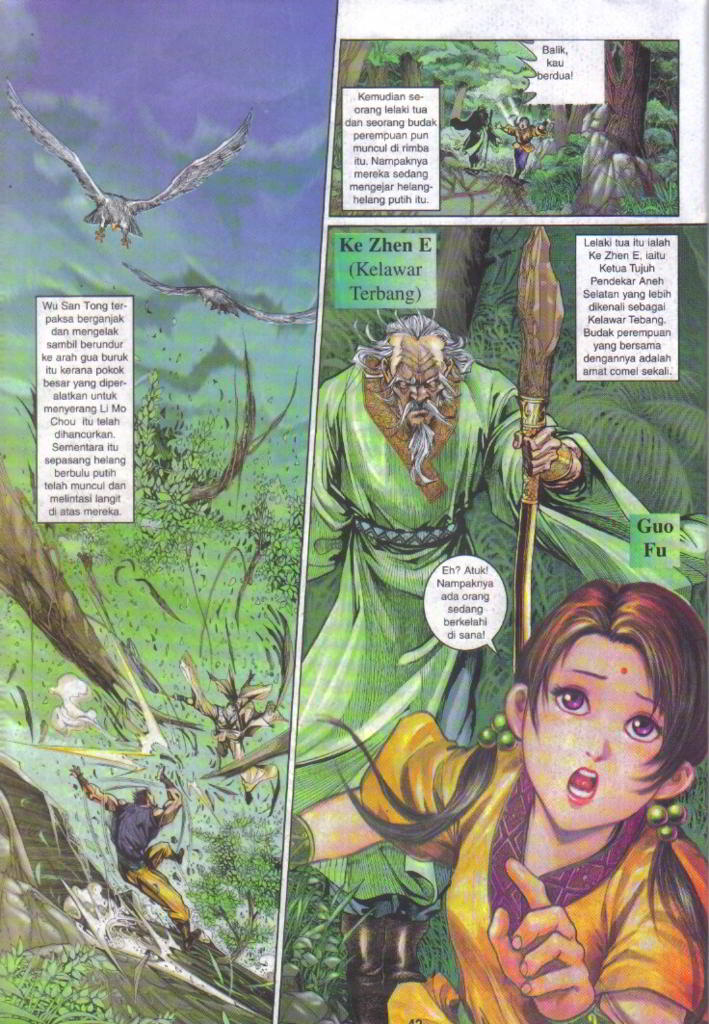 Wu San Tong ter-
paksa berganjak
dan mengelak
sambil berundur
ke arah gua buruk
itu kerana pokok
besar yang diper-
alatkan untuk
menyerang Li Mo
Chou itu telah
dihancurkan.
Sementara itu
sepasang helang
berbulu putih
telah muncul dan
melintasi langit
di atas mereka.
Balik,
kau
berdua!
Kemudian se-
orang lelaki tua
dan seorang budak
perempuan pun
muncul di rimba
itu. Nampaknya
mereka sedang
mengejar helang-
helang putih itu.
Ke Zhen E
(Kelawar
Terbang)
Lelaki tua itu ialah
Ke Zhen E, iaitu
Ketua Tujuh
Pendekar Aneh
Selatan yang lebih
dikenali sebagai
Kelawar Tebang.
Budak perempuan
yang bersama
dengannya adalah
amat comel sekali.
Guo
Fu
Eh? Atuk!
Nampaknya
ada orang
sedang
berkelahi
di sana!